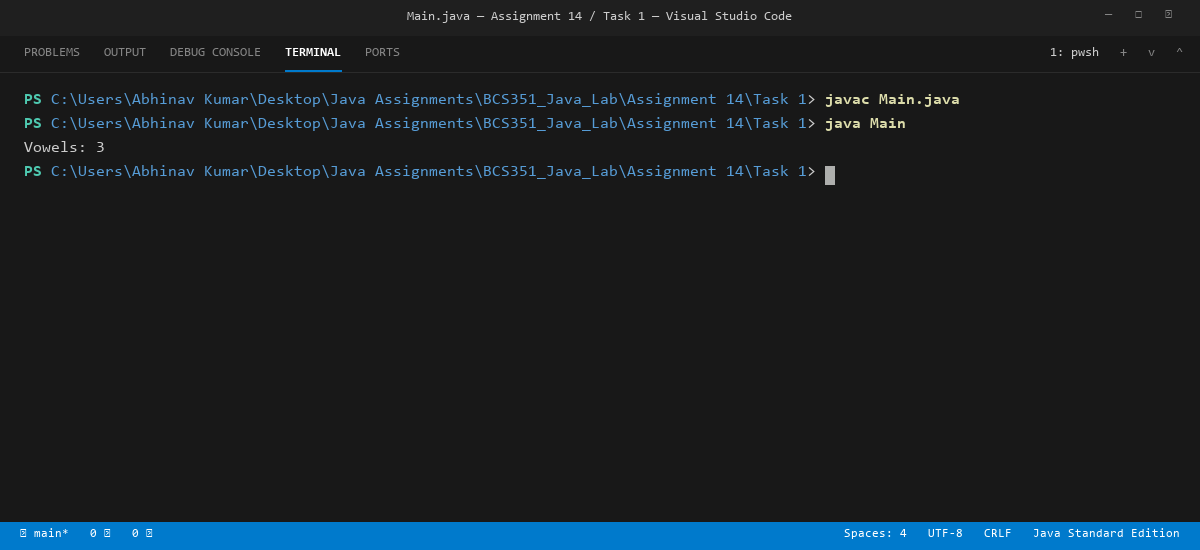 Main.java — Assignment 14 / Task 1 — Visual Studio Code
PROBLEMS OUTPUT DEBUG CONSOLE TERMINAL PORTS 1: pwsh + v ^
PS C:\Users\Abhinav Kumar\Desktop\Java Assignments\BCS351_Java_Lab\Assignment 14\Task 1> javac Main.java
PS C:\Users\Abhinav Kumar\Desktop\Java Assignments\BCS351_Java_Lab\Assignment 14\Task 1> java Main
Vowels: 3
PS C:\Users\Abhinav Kumar\Desktop\Java Assignments\BCS351_Java_Lab\Assignment 14\Task 1>
main* 0 0 Spaces: 4 UTF-8 CRLF Java Standard Edition